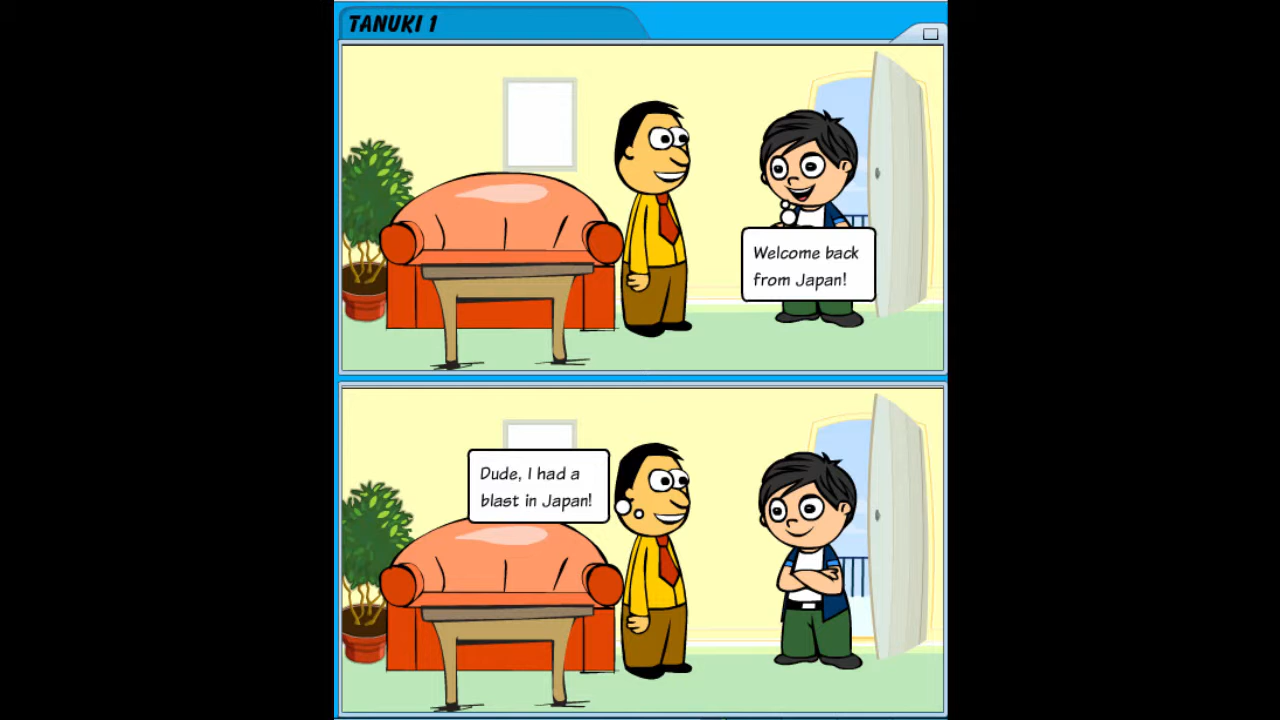 TANUKI 1
Welcome back
from Japan!
Dude, I had a
blast in Japan!